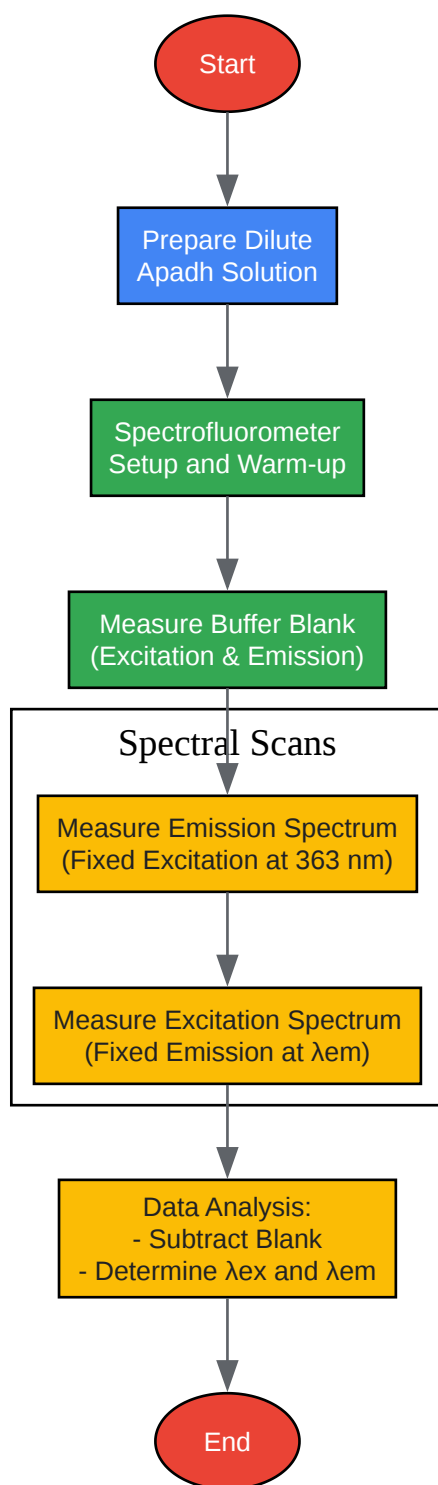 Start
Prepare Dilute
Apadh Solution
Spectrofluorometer
Setup and Warm-up
Measure Buffer Blank
(Excitation & Emission)
Spectral Scans
Measure Emission Spectrum
(Fixed Excitation at 363 nm)
Measure Excitation Spectrum
(Fixed Emission at λem)
Data Analysis:
- Subtract Blank
- Determine λex and λem
End